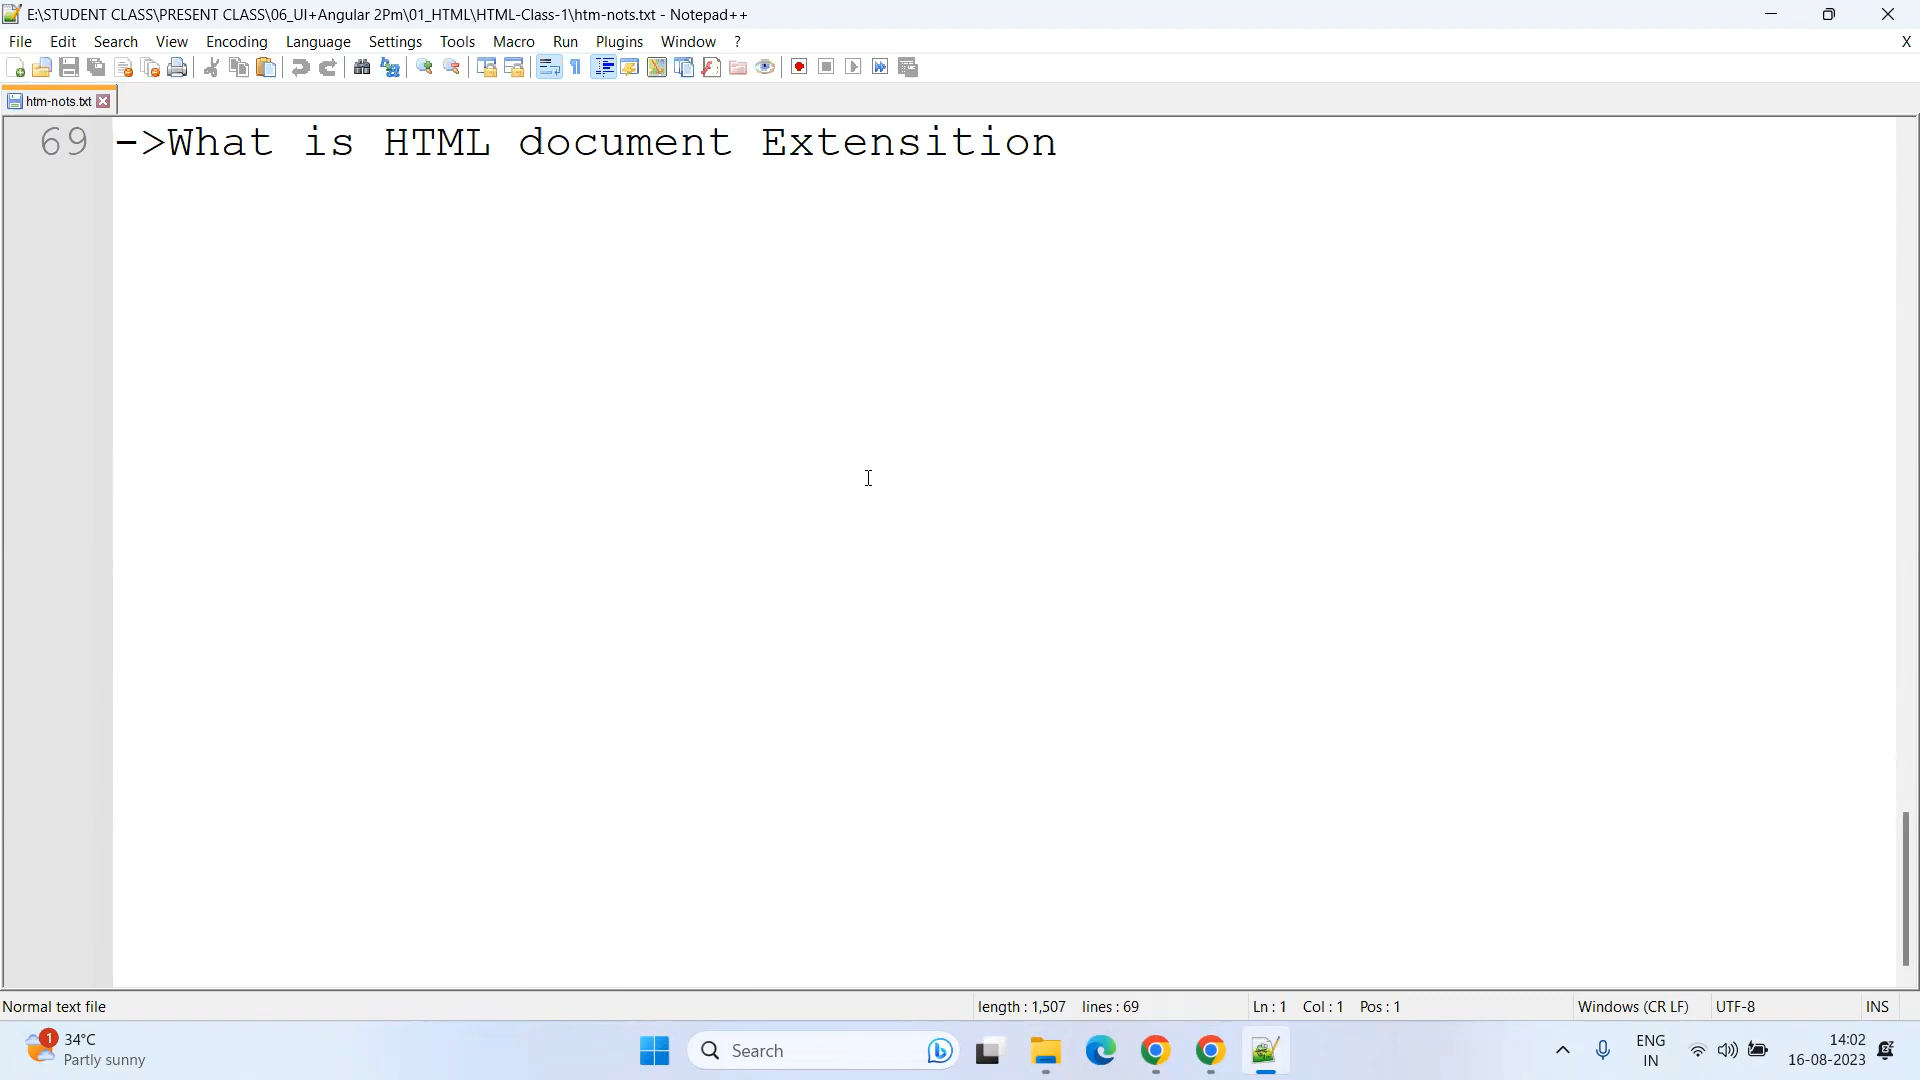 E:\STUDENT CLASS\PRESENT CLASS\06_UI+Angular 2Pm\01_HTML\HTML-Class-1\htm-nots.txt - Notepad++
File Edit Search View Encoding Language Settings Tools Macro Run Plugins Window ? X
htm-nots.txt
69 ->What is HTML document Extensition
Normal text file length : 1,507 lines : 69 Ln : 1 Col : 1 Pos : 1 Windows (CR LF) UTF-8 INS
1 34°C
Partly sunny
Search
ENG
IN
14:02
16-08-2023